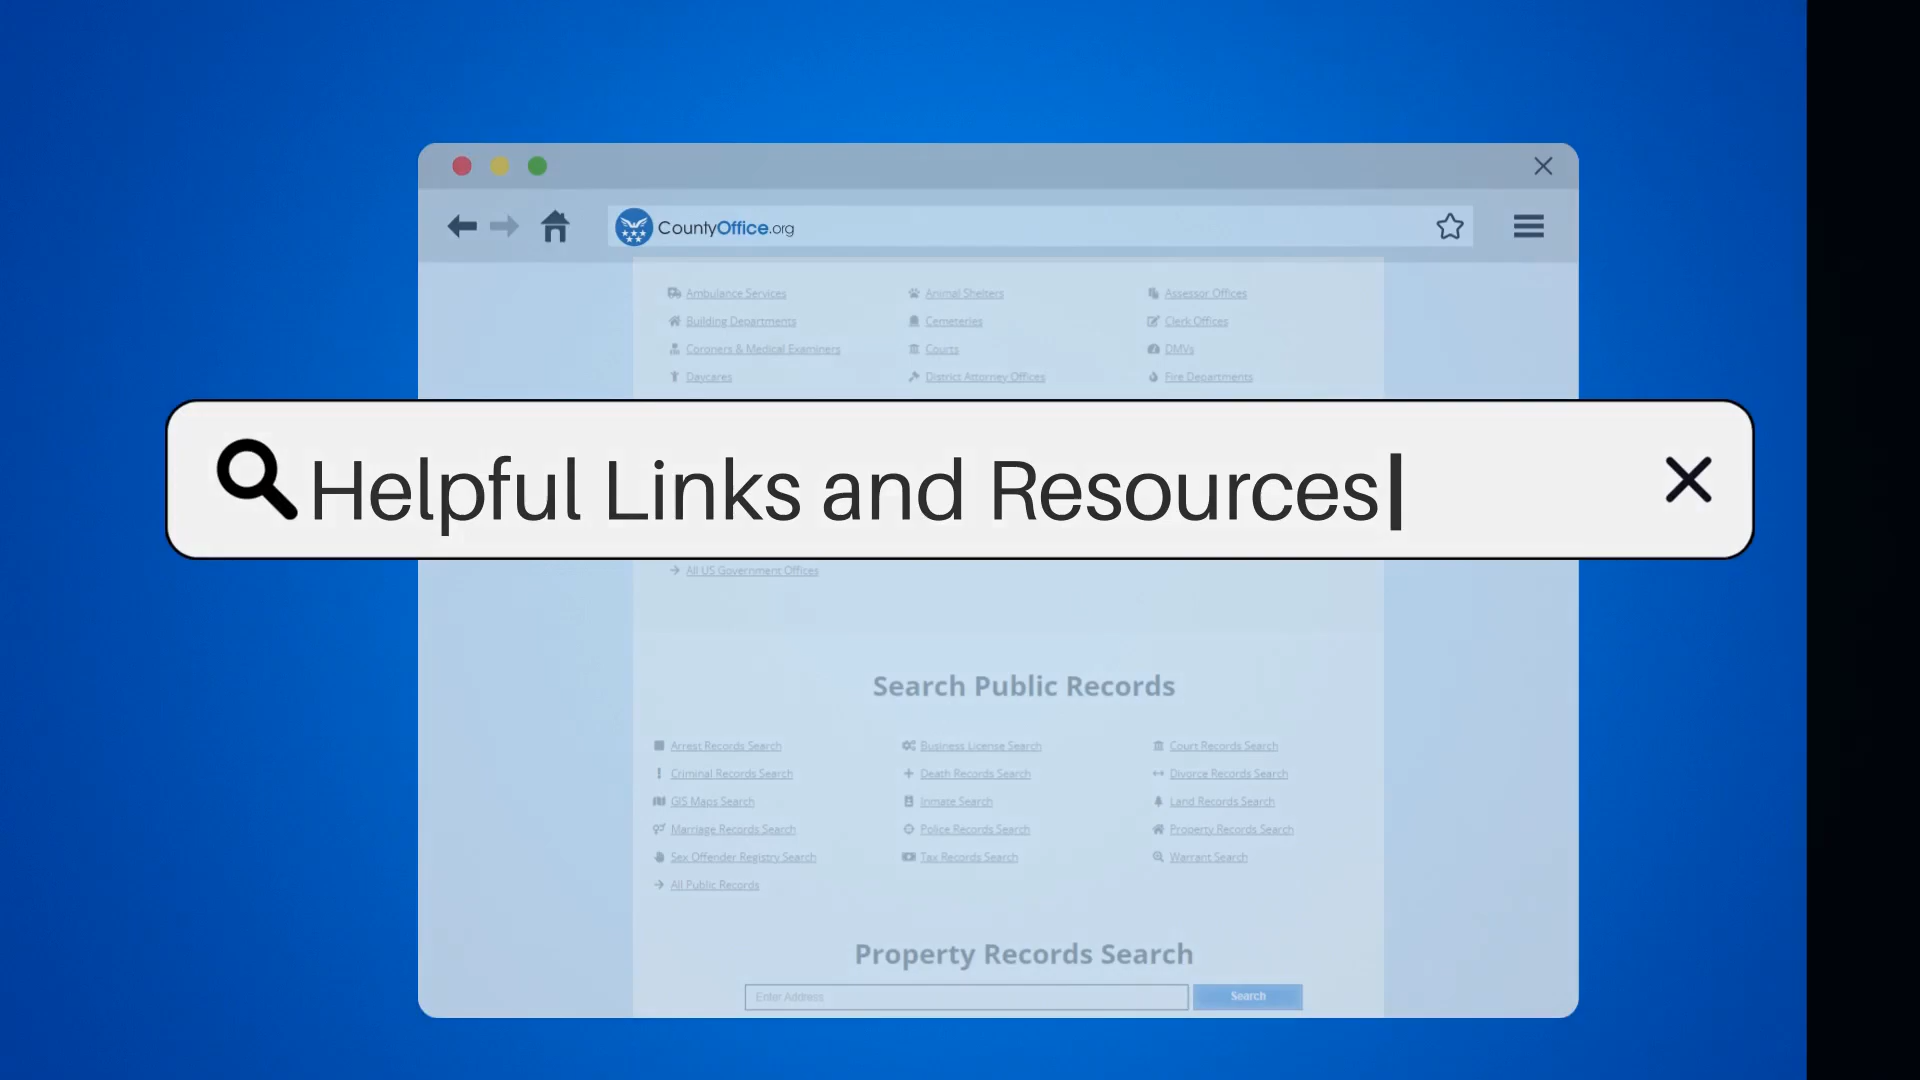 CountyOffice.org
Ambulance Services Animal Shelters Assessor Offices
Building Departments Cemeteries Clerk Offices
Coroners & Medical Examiners Courts DMVs
Daycares District Attorney Offices Fire Departments
Helpful Links and Resources
All US Government Offices
Search Public Records
Arrest Records Search Business License Search Court Records Search
Criminal Records Search Death Records Search Divorce Records Search
GIS Maps Search Inmate Search Land Records Search
Marriage Records Search Police Records Search Property Records Search
Sex Offender Registry Search Tax Records Search Warrant Search
All Public Records
Property Records Search
Enter Address Search